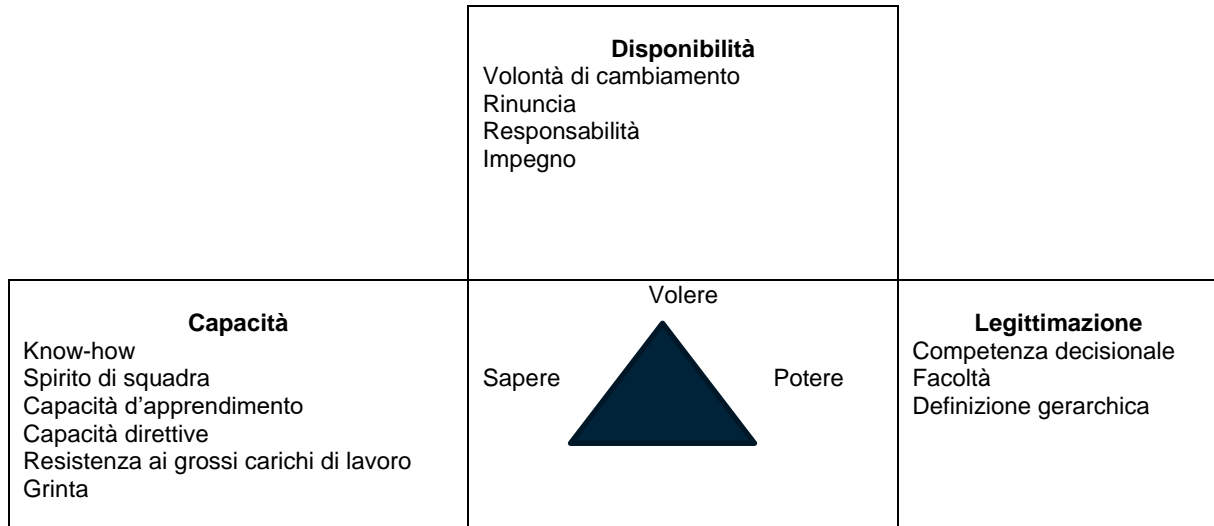 Disponibilità
Volontà di cambiamento
Rinuncia
Responsabilità
Impegno
Capacità
Know-how
Spirito di squadra
Capacità d'apprendimento
Capacità direttive
Resistenza ai grossi carichi di lavoro
Grinta
Volere
Sapere
Potere
Legittimazione
Competenza decisionale
Facoltà
Definizione gerarchica